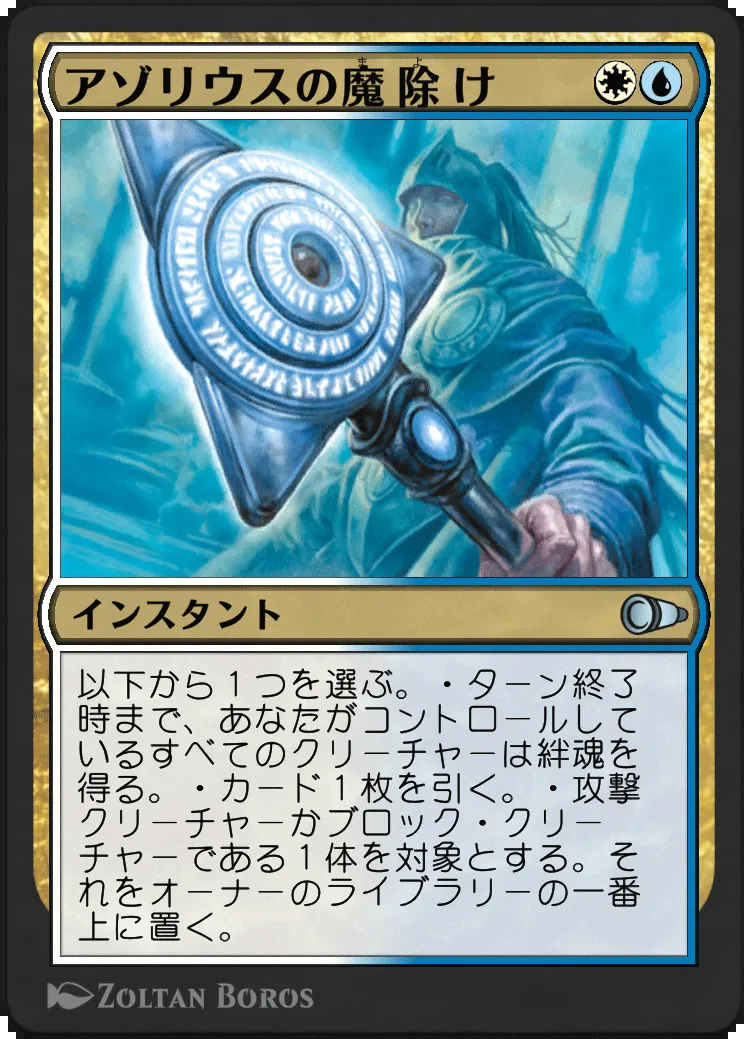 アゾリウスの魔除け
インスタント
以下から1つを選ぶ。・ターン終了
時まで、あなたがコントロールして
いるすべてのクリーチャーは絆魂を
得る。・カード1枚を引く。・攻撃
クリーチャーかブロック・クリー
チャーである1体を対象とする。そ
れをオーナーのライブラリーの一番
上に置く。
ZOLTAN BOROS